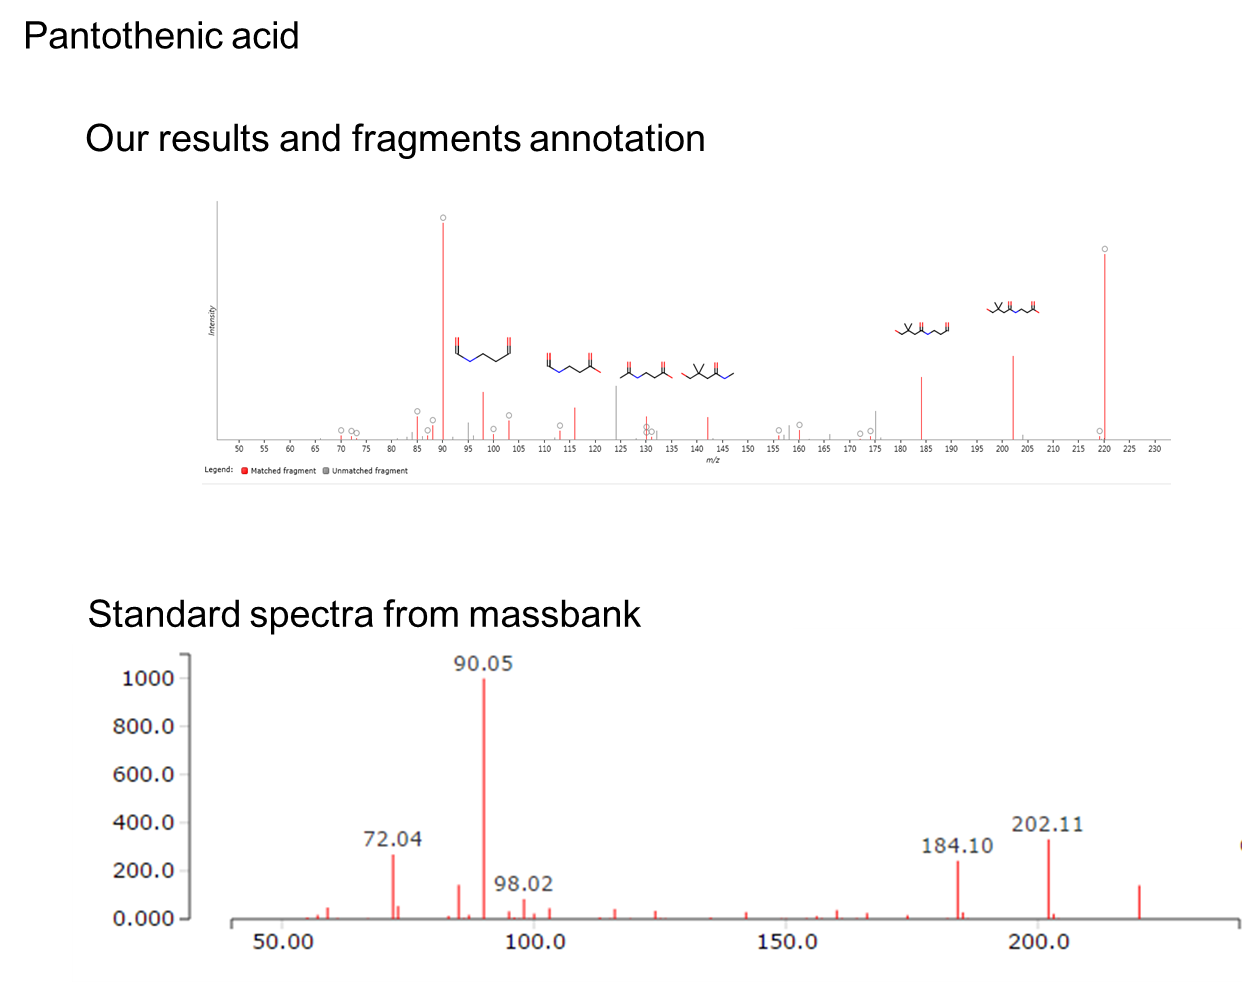 Pantothenic acid
Our results and fragments annotation
Intensity
50 55 60 65 70 75 80 85 90 95 100 105 110 115 120 125 130 135 140 145 150 155 160 165 170 175 180 185 190 195 200 205 210 215 220 225 230
m/z
Legend: Matched fragment Unmatched fragment
Standard spectra from massbank
90.05
1000
800.0
600.0
400.0
202.11
72.04
184.10
200.0
98.02
0.000
50.00 100.0 150.0 200.0